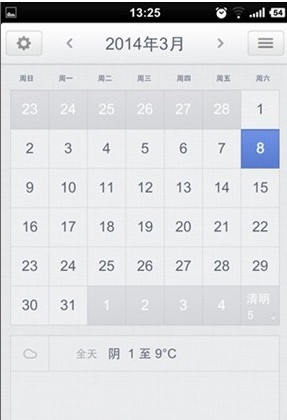 13:25 54
2014年3月
周日 周一 周二 周三 周四 周五 周六
23 24 25 26 27 28 1
2 3 4 5 6 7 8
9 10 11 12 13 14 15
16 17 18 19 20 21 22
23 24 25 26 27 28 29
30 31 1 2 3 4 清明 5
全天 阴 1 至 9°C